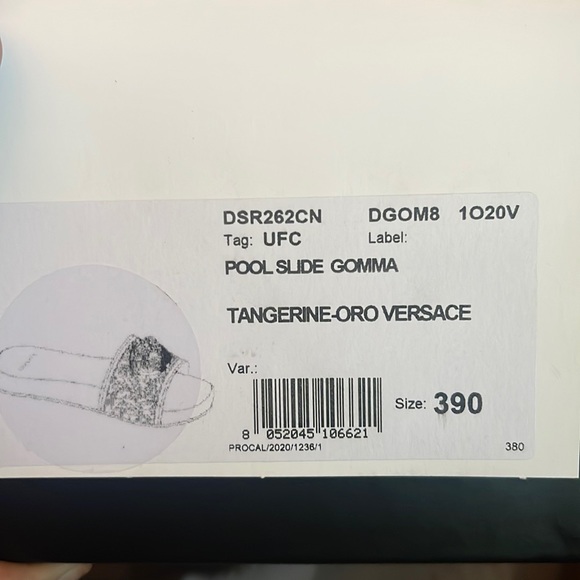 DSR262CN DGOM8 1O20V
Tag: UFC Label:
POOL SLIDE GOMMA
TANGERINE-ORO VERSACE
Var.:
Size: 390
8 052045 106621
PROCAL/2020/1236/1 380